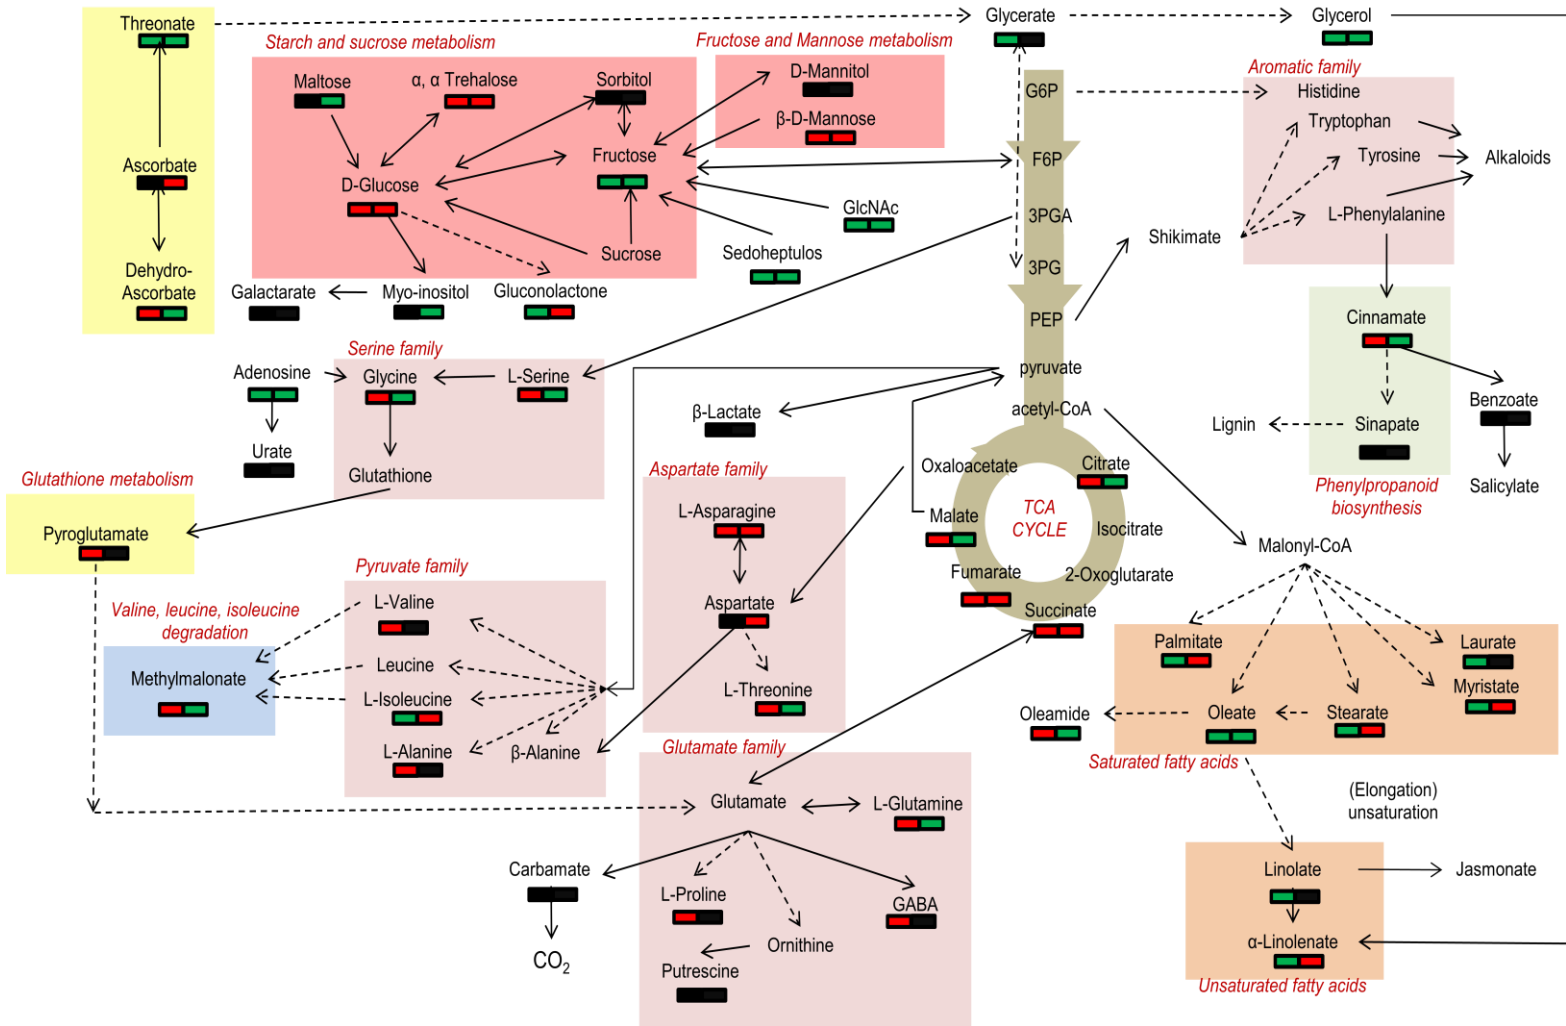 Threonate
Glycerate
Glycerol
Starch and sucrose metabolism
Fructose and Mannose metabolism
Aromatic family
Maltose
α, α Trehalose
Sorbitol
D-Mannitol
G6P
Histidine
β-D-Mannose
Tryptophan
Ascorbate
Fructose
F6P
Tyrosine
Alkaloids
D-Glucose
GlcNAc
3PGA
L-Phenylalanine
Shikimate
Sucrose
Sedoheptulos
3PG
Dehydro-
Ascorbate
Galactarate
Myo-inositol
Gluconolactone
PEP
Cinnamate
Serine family
Adenosine
Glycine
L-Serine
pyruvate
β-Lactate
acetyl-CoA
Benzoate
Lignin
Sinapate
Urate
Glutathione
Aspartate family
Oxaloacetate
Citrate
Glutathione metabolism
Phenylpropanoid
biosynthesis
Salicylate
L-Asparagine
Malate
TCA
CYCLE
Isocitrate
Pyroglutamate
Malonyl-CoA
Pyruvate family
Fumarate
2-Oxoglutarate
Valine, leucine, isoleucine
degradation
L-Valine
Aspartate
Succinate
Palmitate
Laurate
Methylmalonate
Leucine
L-Isoleucine
L-Threonine
Myristate
Oleamide
Oleate
Stearate
L-Alanine
β-Alanine
Glutamate family
Saturated fatty acids
Glutamate
L-Glutamine
(Elongation)
unsaturation
Carbamate
L-Proline
GABA
Linolate
Jasmonate
Ornithine
α-Linolenate
CO2
Putrescine
Unsaturated fatty acids